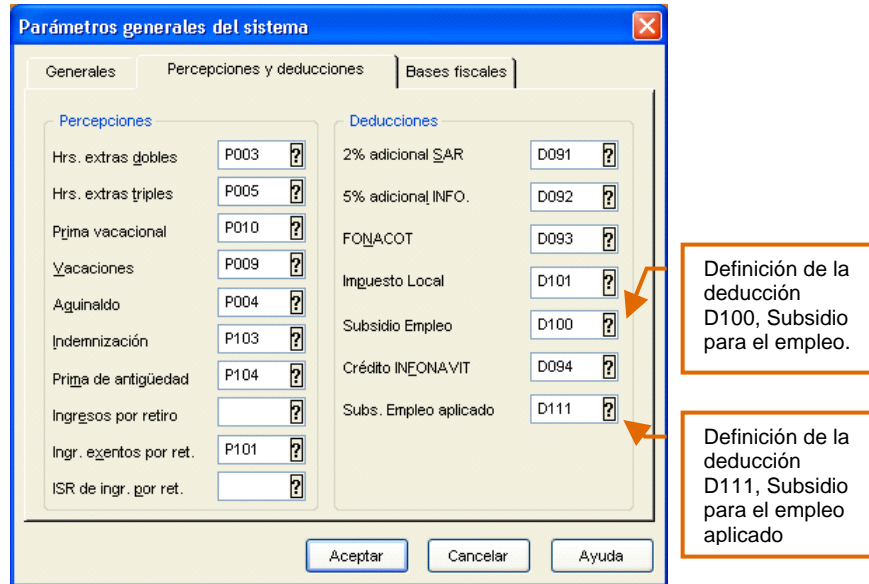 Parámetros generales del sistema
Generales
Percepciones y deducciones
Bases fiscales
Percepciones
Hrs. extras dobles P003 ?
Hrs. extras triples P005 ?
Prima vacacional P010 ?
Vacaciones P009 ?
Aguinaldo P004 ?
Indemnización P103 ?
Prima de antigüedad P104 ?
Ingresos por retiro ?
Ingr. exentos por ret. P101 ?
ISR de ingr. por ret. ?
Deducciones
2% adicional SAR D091 ?
5% adicional INFO. D092 ?
FONACOT D093 ?
Impuesto Local D101 ?
Subsidio Empleo D100 ?
Crédito INFONAVIT D094 ?
Subs. Empleo aplicado D111 ?
Aceptar
Cancelar
Ayuda
Definición de la
deducción
D100, Subsidio
para el empleo.
Definición de la
deducción
D111, Subsidio
para el empleo
aplicado